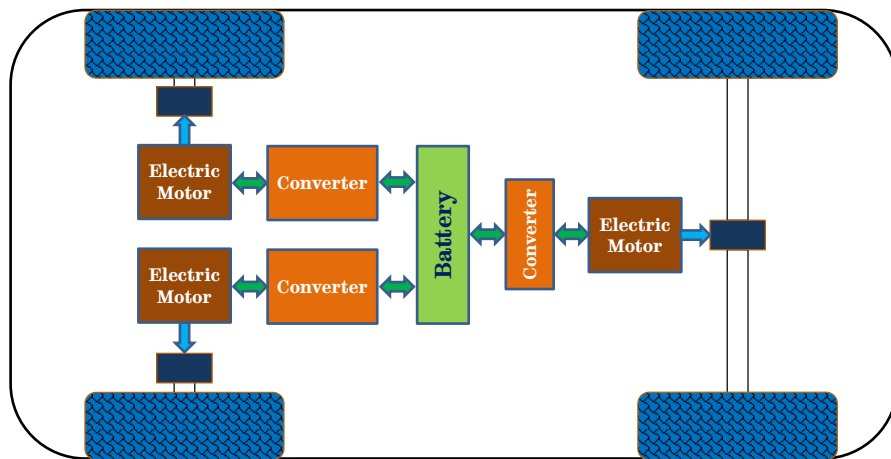 Electric
Motor
Converter
Battery
Converter
Electric
Motor
Electric
Motor
Converter